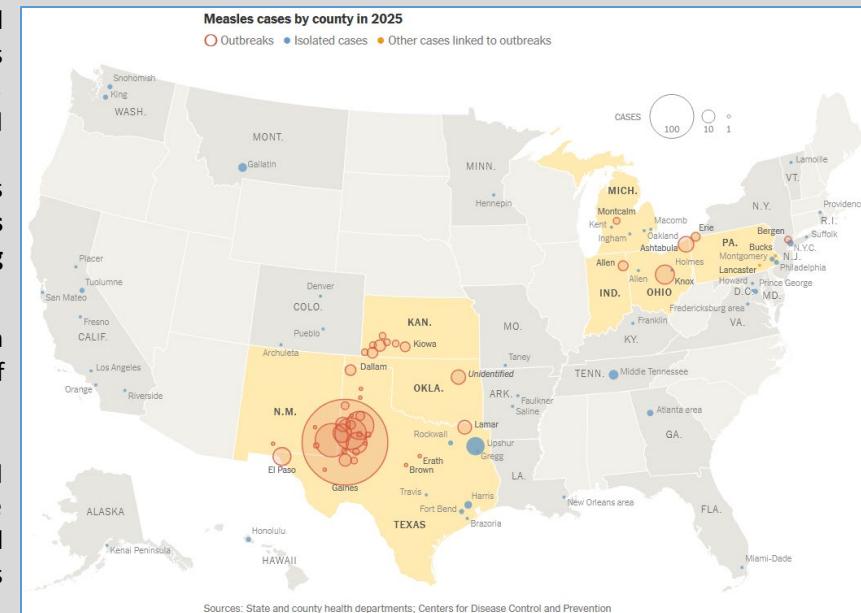 Measles cases by county in 2025
Outbreaks Isolated cases Other cases linked to outbreaks
Snohomish
King
WASH.
MONT.
Gallatin
MINN.
Hennepin
CASES
100 10 1
Lamoille
VT.
N.Y.
Providence
R.I.
Suffolk
MICH.
Montcalm
Kent
Macomb
Oakland
Ingham
Erie
Ashtabula
PA.
Bergen
Bucks
N.Y.C.
Montgomery
N.J.
Lancaster
Philadelphia
Holmes
Knox
OHIO
Allen
Allen
IND.
Howard
Prince George
D.C.
MD.
Fredericksburg area
VA.
Franklin
KY.
Placer
Tuolumne
San Mateo
Fresno
CALIF.
Los Angeles
Orange
Riverside
Denver
COLO.
Pueblo
Archuleta
KAN.
Kiowa
Dallam
MO.
Taney
Unidentified
OKLA.
ARK.
Faulkner
Saline
TENN.
Middle Tennessee
Atlanta area
GA.
N.M.
Lamar
Rockwall
Upshur
Gregg
El Paso
Gaines
Erath
Brown
LA.
Travis
Harris
Fort Bend
Brazoria
TEXAS
New Orleans area
FLA.
Miami-Dade
ALASKA
Kenai Peninsula
Honolulu
HAWAII
Sources: State and county health departments; Centers for Disease Control and Prevention